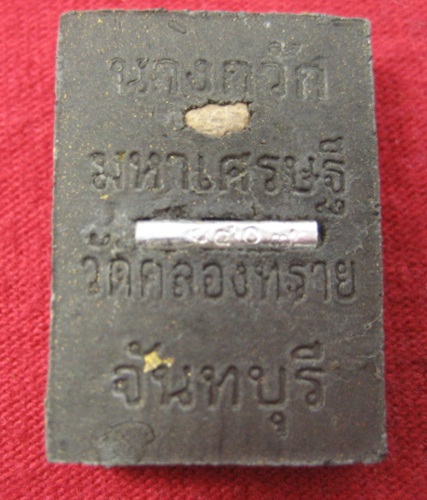 นางกวัก
มหาเศรษฐี
วัดคลองทราย
จันทบุรี